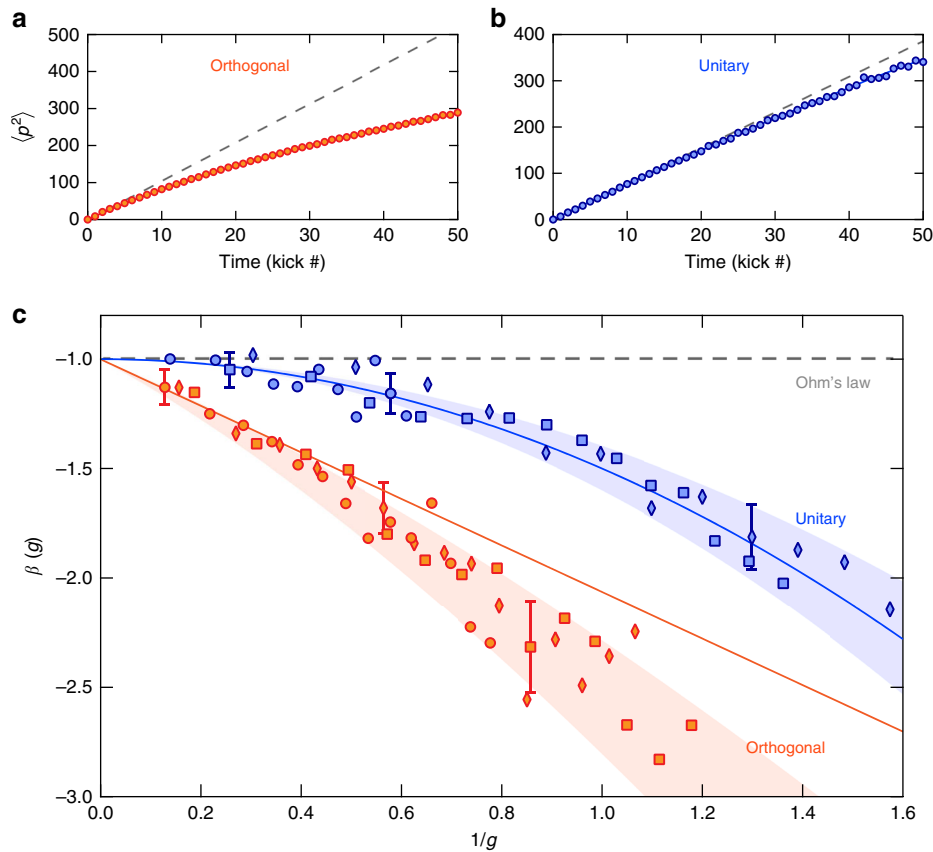 a
500
400
300
200
100
0
⟨p²⟩
Orthogonal
0 10 20 30 40 50
Time (kick #)
b
400
300
200
100
0
Unitary
0 10 20 30 40 50
Time (kick #)
c
−1.0
−1.5
−2.0
−2.5
−3.0
β (g)
Ohm's law
Unitary
Orthogonal
0.0 0.2 0.4 0.6 0.8 1.0 1.2 1.4 1.6
1/g